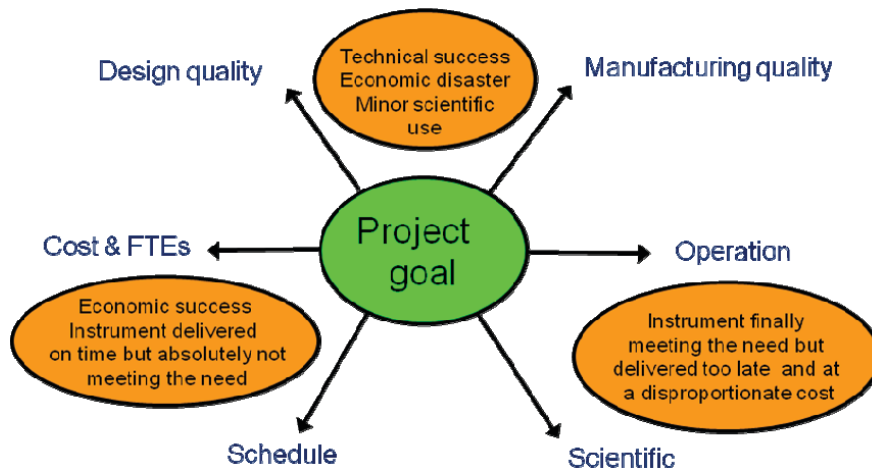 Technical success
Economic disaster
Minor scientific
use
Design quality
Manufacturing quality
Project
goal
Cost & FTEs
Operation
Economic success
Instrument delivered
on time but absolutely not
meeting the need
Instrument finally
meeting the need but
delivered too late and at
a disproportionate cost
Schedule
Scientific